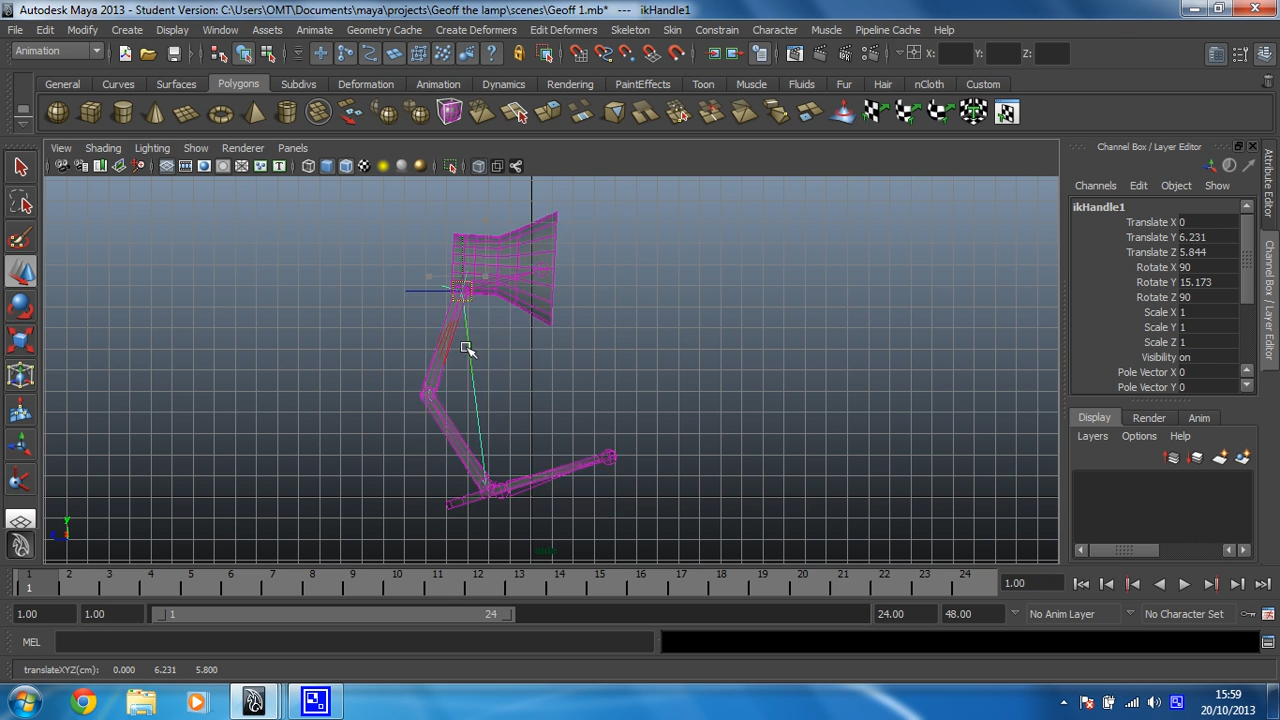 Autodesk Maya 2013 - Student Version: C:\Users\OMT\Documents\maya\projects\Geoff the lamp\scenes\Geoff 1.mb* --- ikHandle1
File Edit Modify Create Display Window Assets Animate Geometry Cache Create Deformers Edit Deformers Skeleton Skin Constrain Character Muscle Pipeline Cache Help
Animation X: Y: Z:
General Curves Surfaces Polygons Subdivs Deformation Animation Dynamics Rendering PaintEffects Toon Muscle Fluids Fur Hair nCloth Custom
View Shading Lighting Show Renderer Panels
Channel Box / Layer Editor
Channels Edit Object Show
ikHandle1
Translate X 0
Translate Y 6.231
Translate Z 5.844
Rotate X 90
Rotate Y 15.173
Rotate Z 90
Scale X 1
Scale Y 1
Scale Z 1
Visibility on
Pole Vector X 0
Pole Vector Y 0
Attribute Editor
Channel Box / Layer Editor
Display Render Anim
Layers Options Help
y
1 2 3 4 5 6 7 8 9 10 11 12 13 14 15 16 17 18 19 20 21 22 23 24
1 1.00
1.00 1.00 1 24 24.00 48.00 No Anim Layer No Character Set
MEL
translateXYZ(cm): 0.000 6.231 5.800
15:59
20/10/2013